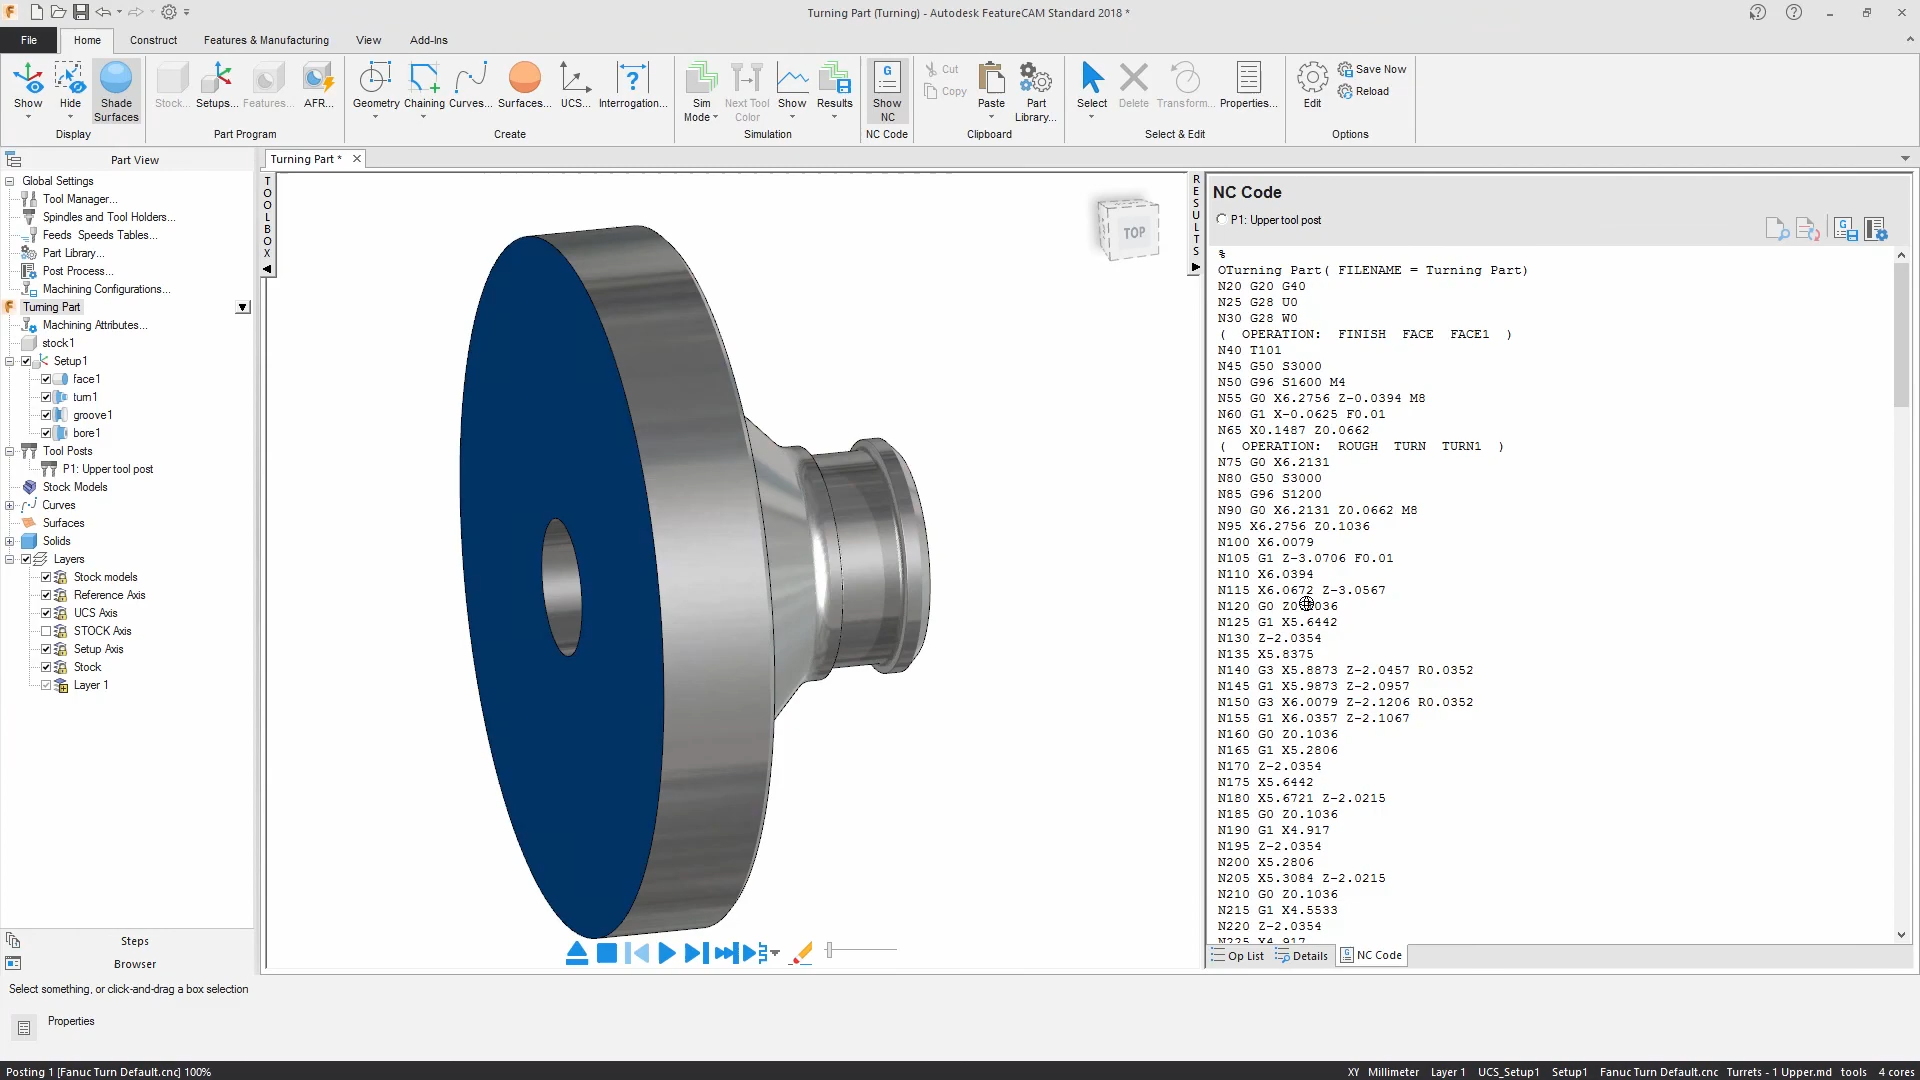 Turning Part (Turning) - Autodesk FeatureCAM Standard 2018 *
File
Home
Construct
Features & Manufacturing
View
Add-Ins
Show
Hide
Shade Surfaces
Stock...
Setups...
Features...
AFR...
Geometry
Chaining
Curves...
Surfaces...
UCS...
Interrogation...
Sim Mode
Next Tool Color
Show
Results
Show NC
Cut
Copy
Paste
Part Library...
Select
Delete
Transform...
Properties...
Edit
Save Now
Reload
Display
Part Program
Create
Simulation
NC Code
Clipboard
Select & Edit
Options
Part View
Global Settings
Tool Manager...
Spindles and Tool Holders...
Feeds Speeds Tables...
Part Library...
Post Process...
Machining Configurations...
Turning Part
Machining Attributes...
stock1
Setup1
face1
turn1
groove1
bore1
Tool Posts
P1: Upper tool post
Stock Models
Curves
Surfaces
Solids
Layers
Stock models
Reference Axis
UCS Axis
STOCK Axis
Setup Axis
Stock
Layer 1
Steps
Browser
Turning Part *
TOOLBOX
TOP
RESULTS
NC Code
P1: Upper tool post
%
OTurning Part( FILENAME = Turning Part)
N20 G20 G40
N25 G28 U0
N30 G28 W0
( OPERATION: FINISH FACE FACE1 )
N40 T101
N45 G50 S3000
N50 G96 S1600 M4
N55 G0 X6.2756 Z-0.0394 M8
N60 G1 X-0.0625 F0.01
N65 X0.1487 Z0.0662
( OPERATION: ROUGH TURN TURN1 )
N75 G0 X6.2131
N80 G50 S3000
N85 G96 S1200
N90 G0 X6.2131 Z0.0662 M8
N95 X6.2756 Z0.1036
N100 X6.0079
N105 G1 Z-3.0706 F0.01
N110 X6.0394
N115 X6.0672 Z-3.0567
N120 G0
N125 G1 X5.6442
N130 Z-2.0354
N135 X5.8375
N140 G3 X5.8873 Z-2.0457 R0.0352
N145 G1 X5.9873 Z-2.0957
N150 G3 X6.0079 Z-2.1206 R0.0352
N155 G1 X6.0357 Z-2.1067
N160 G0 Z0.1036
N165 G1 X5.2806
N170 Z-2.0354
N175 X5.6442
N180 X5.6721 Z-2.0215
N185 G0 Z0.1036
N190 G1 X4.917
N195 Z-2.0354
N200 X5.2806
N205 X5.3084 Z-2.0215
N210 G0 Z0.1036
N215 G1 X4.5533
N220 Z-2.0354
N225 X4.917
Op List
Details
NC Code
Select something, or click-and-drag a box selection
Properties
Posting 1 [Fanuc Turn Default.cnc] 100%
XY Millimeter Layer 1 UCS_Setup1 Setup1 Fanuc Turn Default.cnc Turrets - 1 Upper.md tools 4 cores